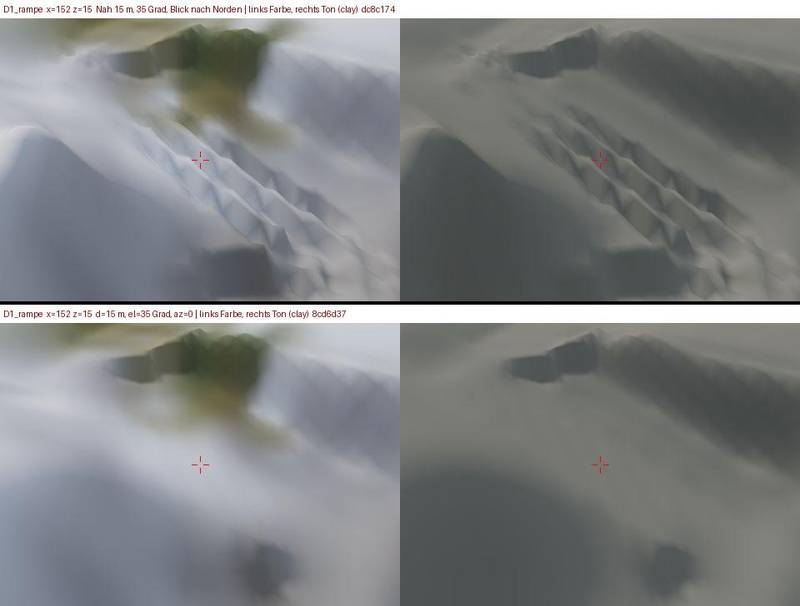 D1_rampe x=152 z=15 Nah 15 m, 35 Grad, Blick nach Norden | links Farbe, rechts Ton (clay) dc8c174
D1_rampe x=152 z=15 d=15 m, el=35 Grad, az=0 | links Farbe, rechts Ton (clay) 8cd6d37